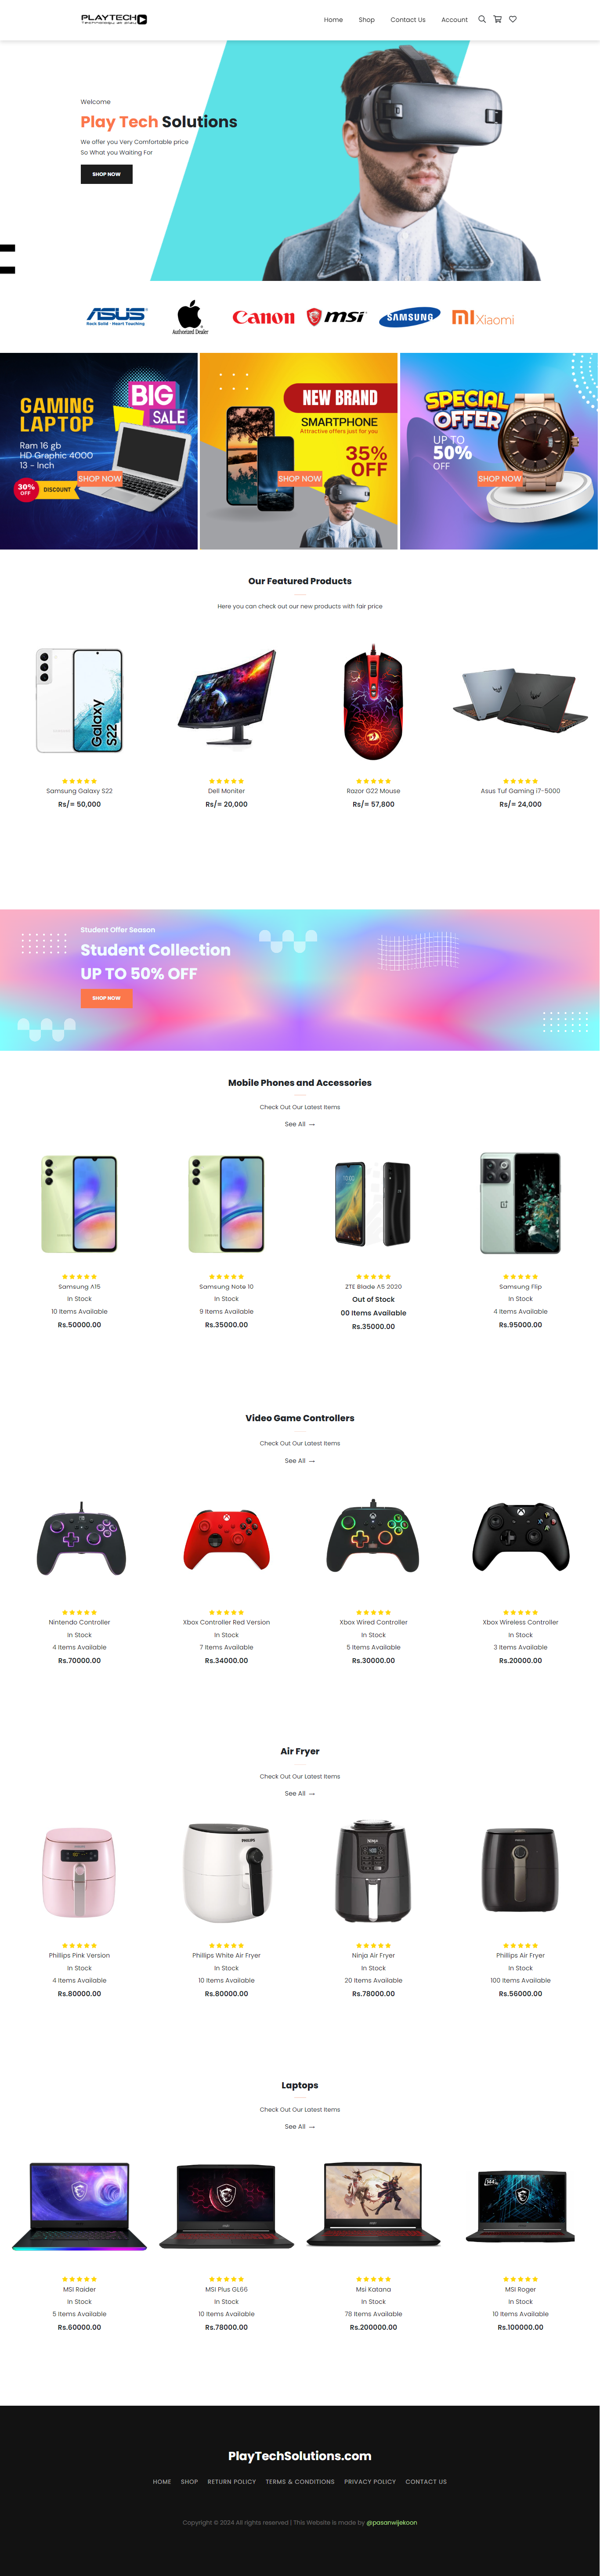 PLAYTECH
Technology at play
Home Shop Contact Us Account
Welcome
Play Tech Solutions
We offer you Very Comfortable price
So What you Waiting For
SHOP NOW
ASUS
Rock Solid · Heart Touching
Authorized Dealer
Canon
msi
SAMSUNG
MI Xiaomi
GAMING
LAPTOP
BIG
SALE
Ram 16 gb
HD Graphic 4000
13 - Inch
30%
OFF
DISCOUNT
SHOP NOW
NEW BRAND
SMARTPHONE
Attractive offers just for you
35%
OFF
SHOP NOW
SPECIAL
OFFER
UP TO
50%
OFF
SHOP NOW
Our Featured Products
Here you can check out our new products with fair price
Galaxy
S22
Samsung Galaxy S22
Rs/= 50,000
Dell Moniter
Rs/= 20,000
Razor G22 Mouse
Rs/= 57,800
Asus Tuf Gaming i7-5000
Rs/= 24,000
Student Offer Season
Student Collection
UP TO 50% OFF
SHOP NOW
Mobile Phones and Accessories
Check Out Our Latest Items
See All →
Samsung A15
In Stock
10 Items Available
Rs.50000.00
Samsung Note 10
In Stock
9 Items Available
Rs.35000.00
ZTE Blade A5 2020
Out of Stock
00 Items Available
Rs.35000.00
Samsung Flip
In Stock
4 Items Available
Rs.95000.00
Video Game Controllers
Check Out Our Latest Items
See All →
Nintendo Controller
In Stock
4 Items Available
Rs.70000.00
Xbox Controller Red Version
In Stock
7 Items Available
Rs.34000.00
Xbox Wired Controller
In Stock
5 Items Available
Rs.30000.00
Xbox Wireless Controller
In Stock
3 Items Available
Rs.20000.00
Air Fryer
Check Out Our Latest Items
See All →
PHILIPS
Ninja
Phillips Pink Version
In Stock
4 Items Available
Rs.80000.00
Phillips White Air Fryer
In Stock
10 Items Available
Rs.80000.00
Ninja Air Fryer
In Stock
20 Items Available
Rs.78000.00
Phillips Air Fryer
In Stock
100 Items Available
Rs.56000.00
Laptops
Check Out Our Latest Items
See All →
MSI Raider
In Stock
5 Items Available
Rs.60000.00
MSI Plus GL66
In Stock
10 Items Available
Rs.78000.00
Msi Katana
In Stock
78 Items Available
Rs.200000.00
144
MSI Roger
In Stock
10 Items Available
Rs.100000.00
PlayTechSolutions.com
HOME SHOP RETURN POLICY TERMS & CONDITIONS PRIVACY POLICY CONTACT US
Copyright © 2024 All rights reserved | This Website is made by @pasanwijekoon